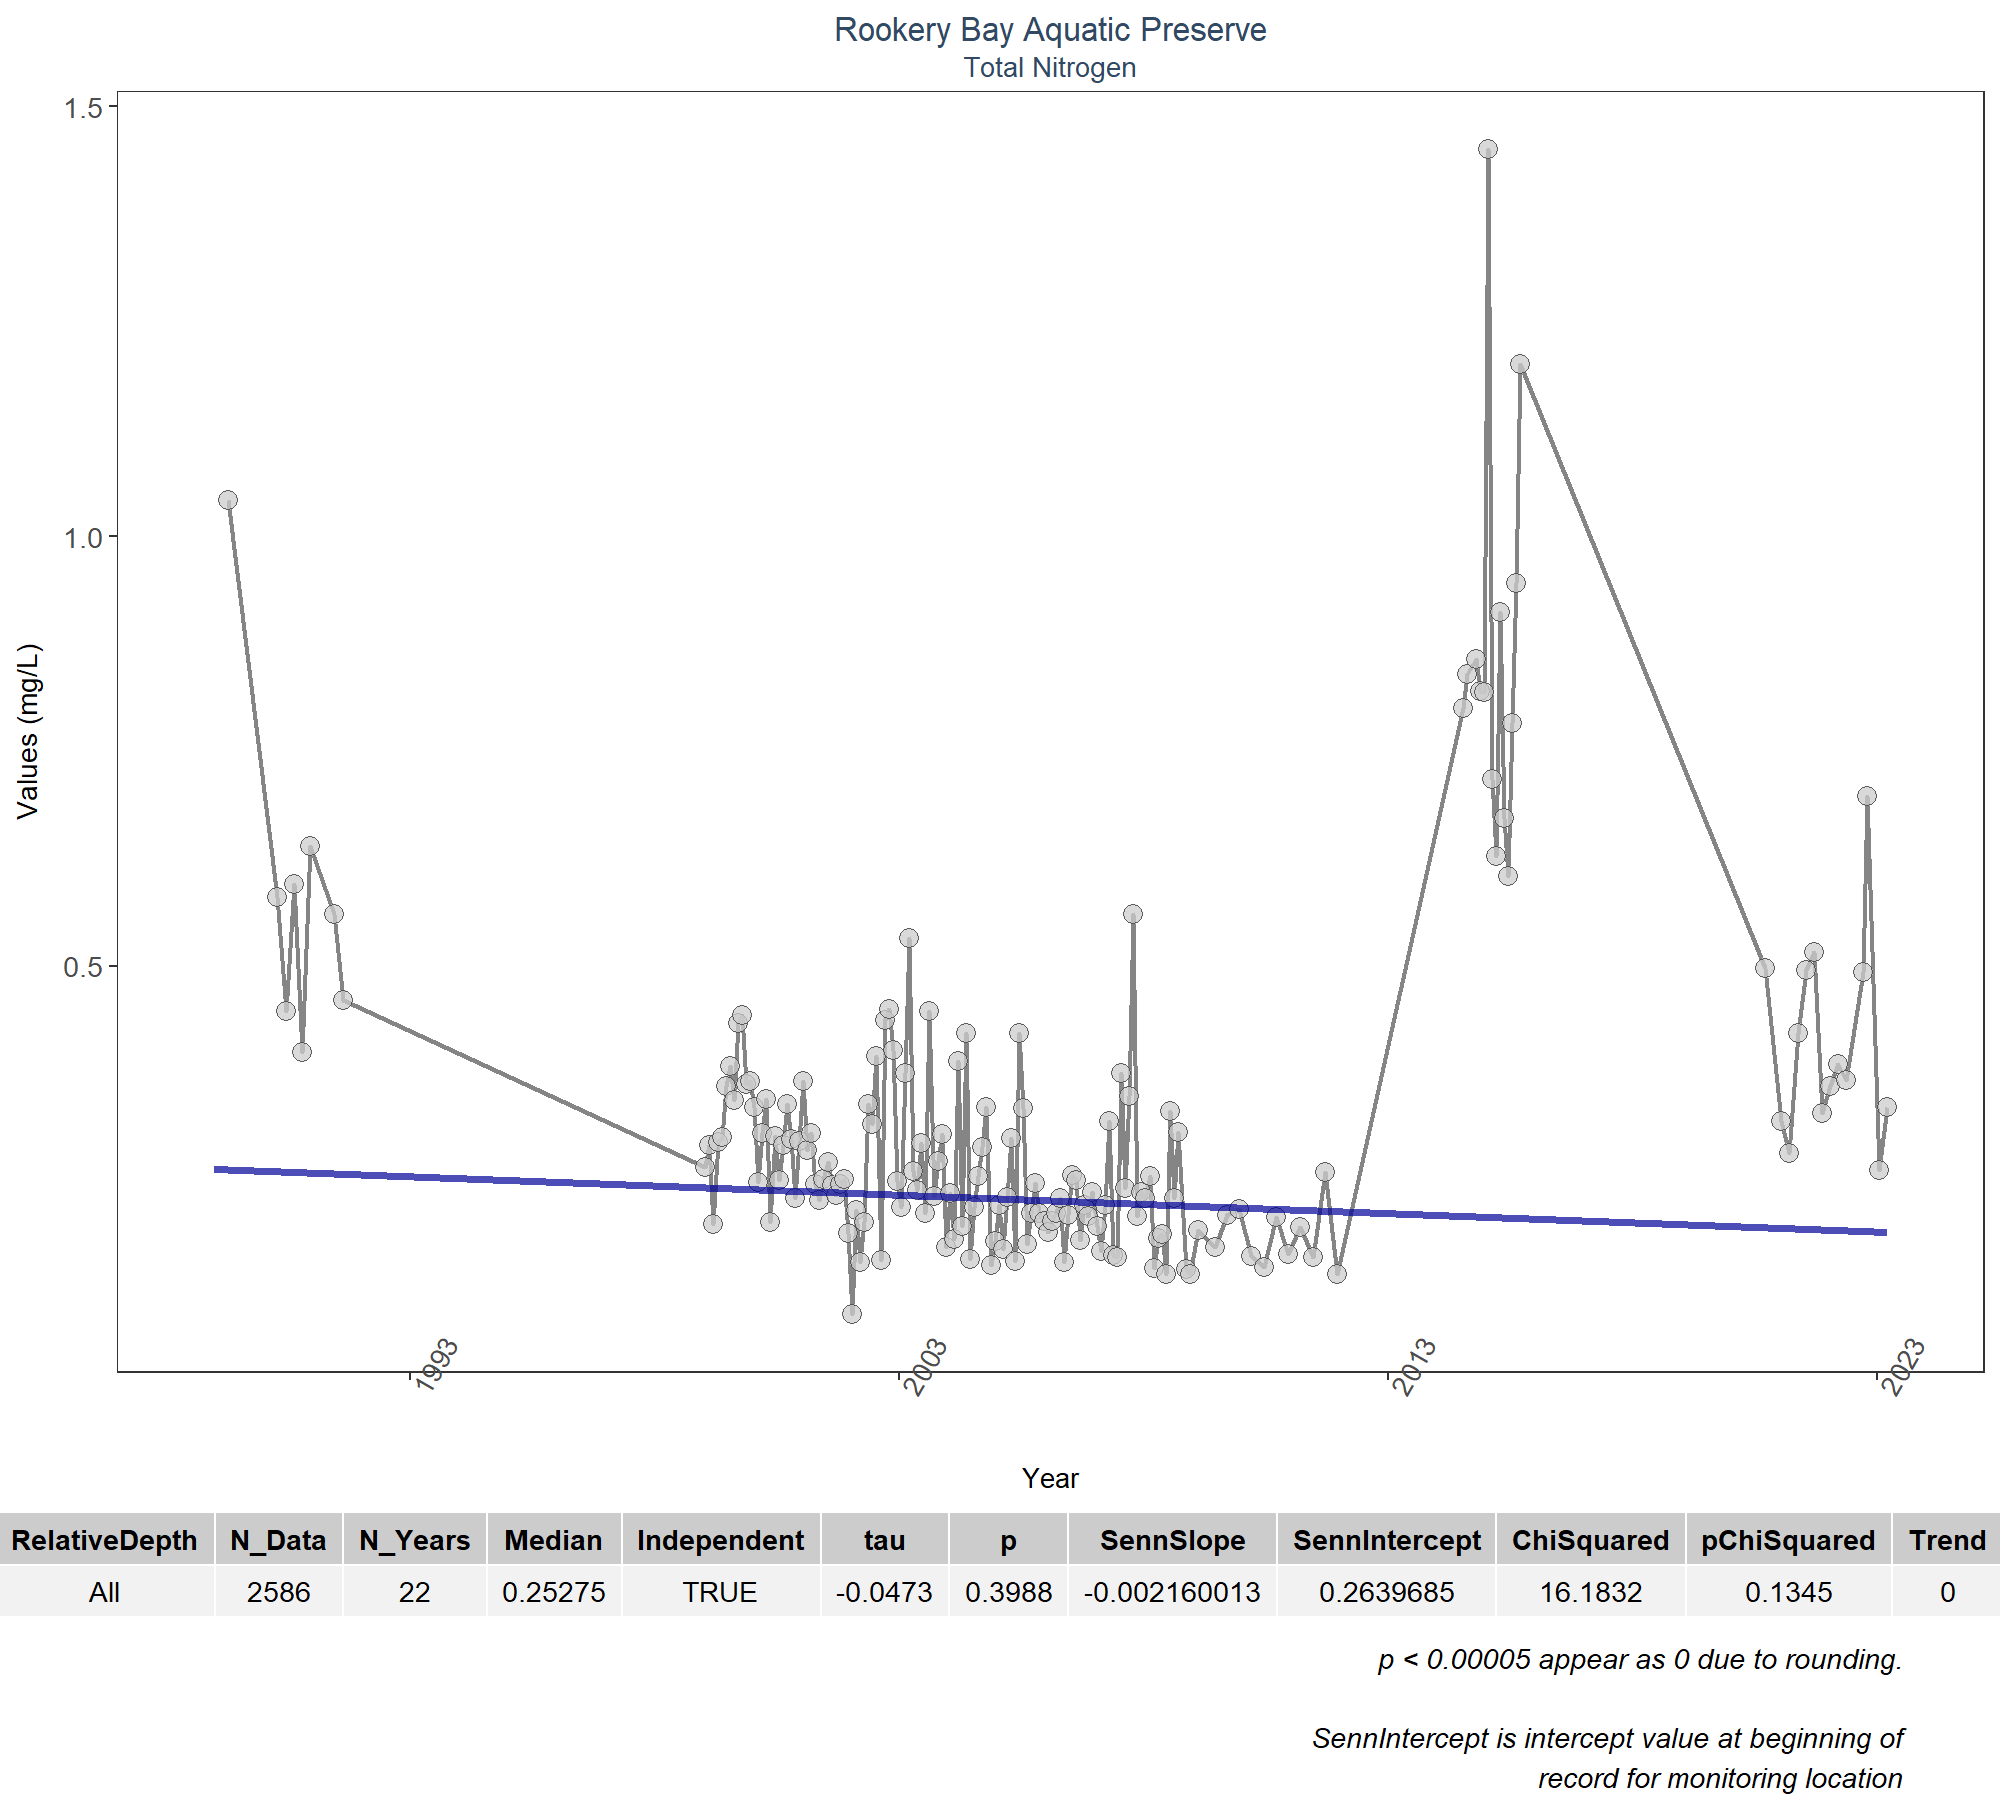 Rookery Bay Aquatic Preserve
Total Nitrogen
1.5
1.0
0.5
Values (mg/L)
1993
2003
2013
2023
Year
RelativeDepth N_Data N_Years Median Independent tau p SennSlope SennIntercept ChiSquared pChiSquared Trend
All 2586 22 0.25275 TRUE -0.0473 0.3988 -0.002160013 0.2639685 16.1832 0.1345 0
p < 0.00005 appear as 0 due to rounding.
SennIntercept is intercept value at beginning of
record for monitoring location